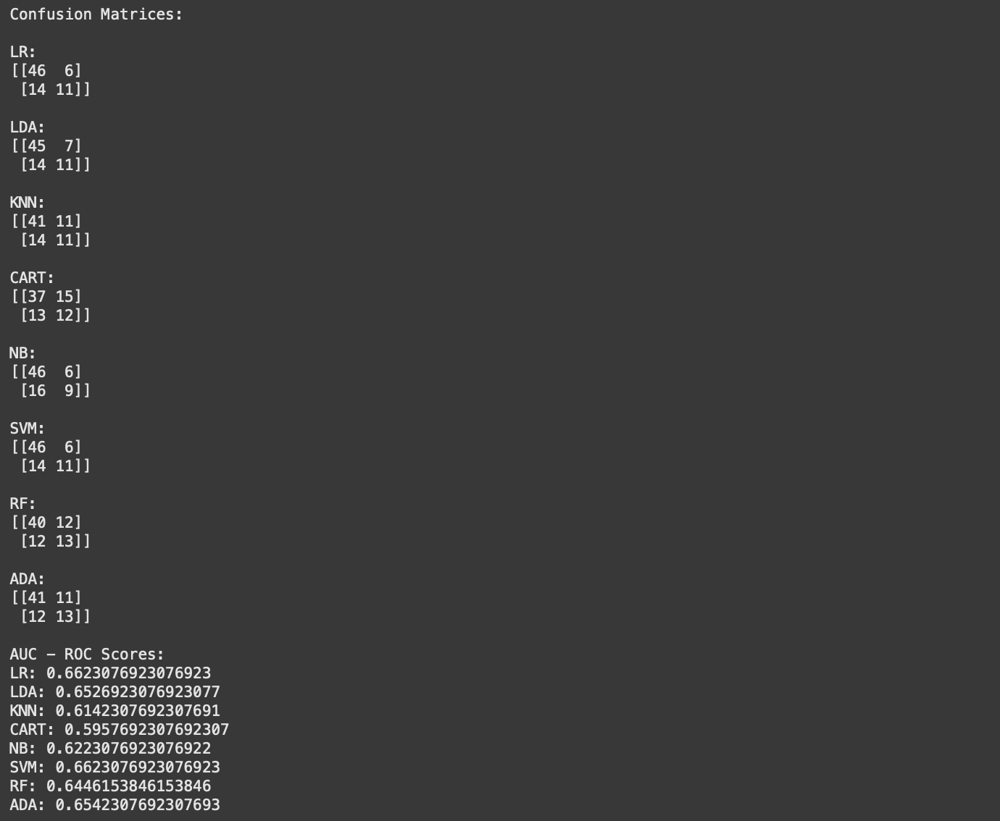 Confusion Matrices:
LR:
[[46  6]
 [14 11]]
LDA:
[[45  7]
 [14 11]]
KNN:
[[41 11]
 [14 11]]
CART:
[[37 15]
 [13 12]]
NB:
[[46  6]
 [16  9]]
SVM:
[[46  6]
 [14 11]]
RF:
[[40 12]
 [12 13]]
ADA:
[[41 11]
 [12 13]]
AUC - ROC Scores:
LR: 0.6623076923076923
LDA: 0.6526923076923077
KNN: 0.6142307692307691
CART: 0.5957692307692307
NB: 0.6223076923076922
SVM: 0.6623076923076923
RF: 0.6446153846153846
ADA: 0.6542307692307693